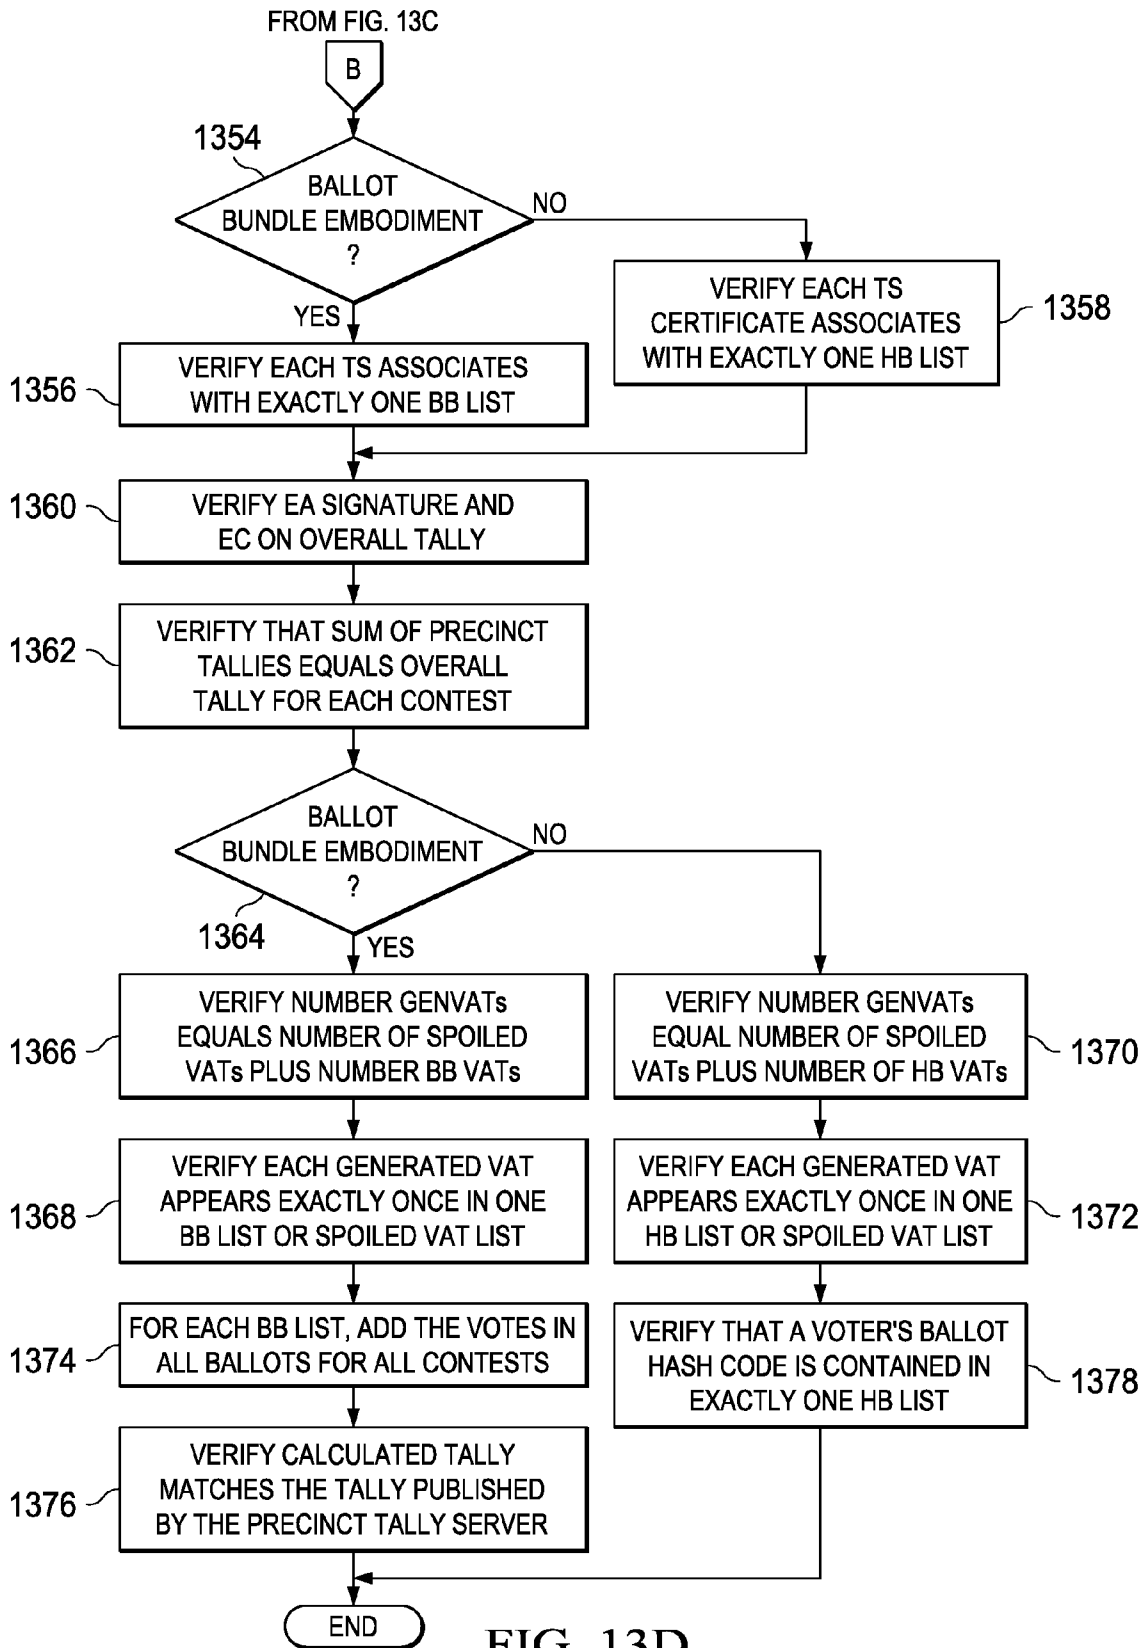 FROM FIG. 13C
B
1354
BALLOT
BUNDLE EMBODIMENT
?
NO
YES
VERIFY EACH TS
CERTIFICATE ASSOCIATES
WITH EXACTLY ONE HB LIST
1358
1356
VERIFY EACH TS ASSOCIATES
WITH EXACTLY ONE BB LIST
1360
VERIFY EA SIGNATURE AND
EC ON OVERALL TALLY
1362
VERIFTY THAT SUM OF PRECINCT
TALLIES EQUALS OVERALL
TALLY FOR EACH CONTEST
BALLOT
BUNDLE EMBODIMENT
?
NO
1364
YES
1366
VERIFY NUMBER GENVATs
EQUALS NUMBER OF SPOILED
VATs PLUS NUMBER BB VATs
VERIFY NUMBER GENVATs
EQUAL NUMBER OF SPOILED
VATs PLUS NUMBER OF HB VATs
1370
1368
VERIFY EACH GENERATED VAT
APPEARS EXACTLY ONCE IN ONE
BB LIST OR SPOILED VAT LIST
VERIFY EACH GENERATED VAT
APPEARS EXACTLY ONCE IN ONE
HB LIST OR SPOILED VAT LIST
1372
1374
FOR EACH BB LIST, ADD THE VOTES IN
ALL BALLOTS FOR ALL CONTESTS
VERIFY THAT A VOTER'S BALLOT
HASH CODE IS CONTAINED IN
EXACTLY ONE HB LIST
1378
1376
VERIFY CALCULATED TALLY
MATCHES THE TALLY PUBLISHED
BY THE PRECINCT TALLY SERVER
END
FIG. 13D